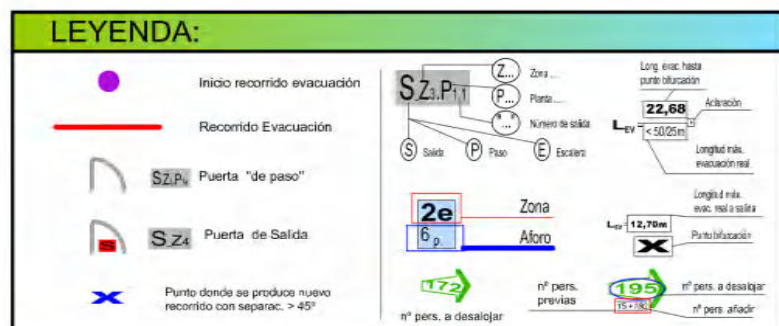 LEYENDA:
Inicio recorrido evacuación
Recorrido Evacuación
Puerta "de paso"
S Z4 Puerta de Salida
S
Punto donde se produce nuevo
recorrido con separac. > 45º
S Z3.P1,1
Z... Zona ....
P... Planta ....
"..." Número de salida
S Salida P Paso E Escalera
2e Zona
6 p. Aforo
172
nº pers. a desalojar
Long. evac. hasta
punto bifurcación
22,68 Aclaración
LEV = < 50/25m
Longitud máx.
evacuación real
Longitud máx.
evac. real a salida
LEV = 12,70m
X Punto bifurcación
nº pers.
previas
195 nº pers. a desalojar
nº pers. añadir